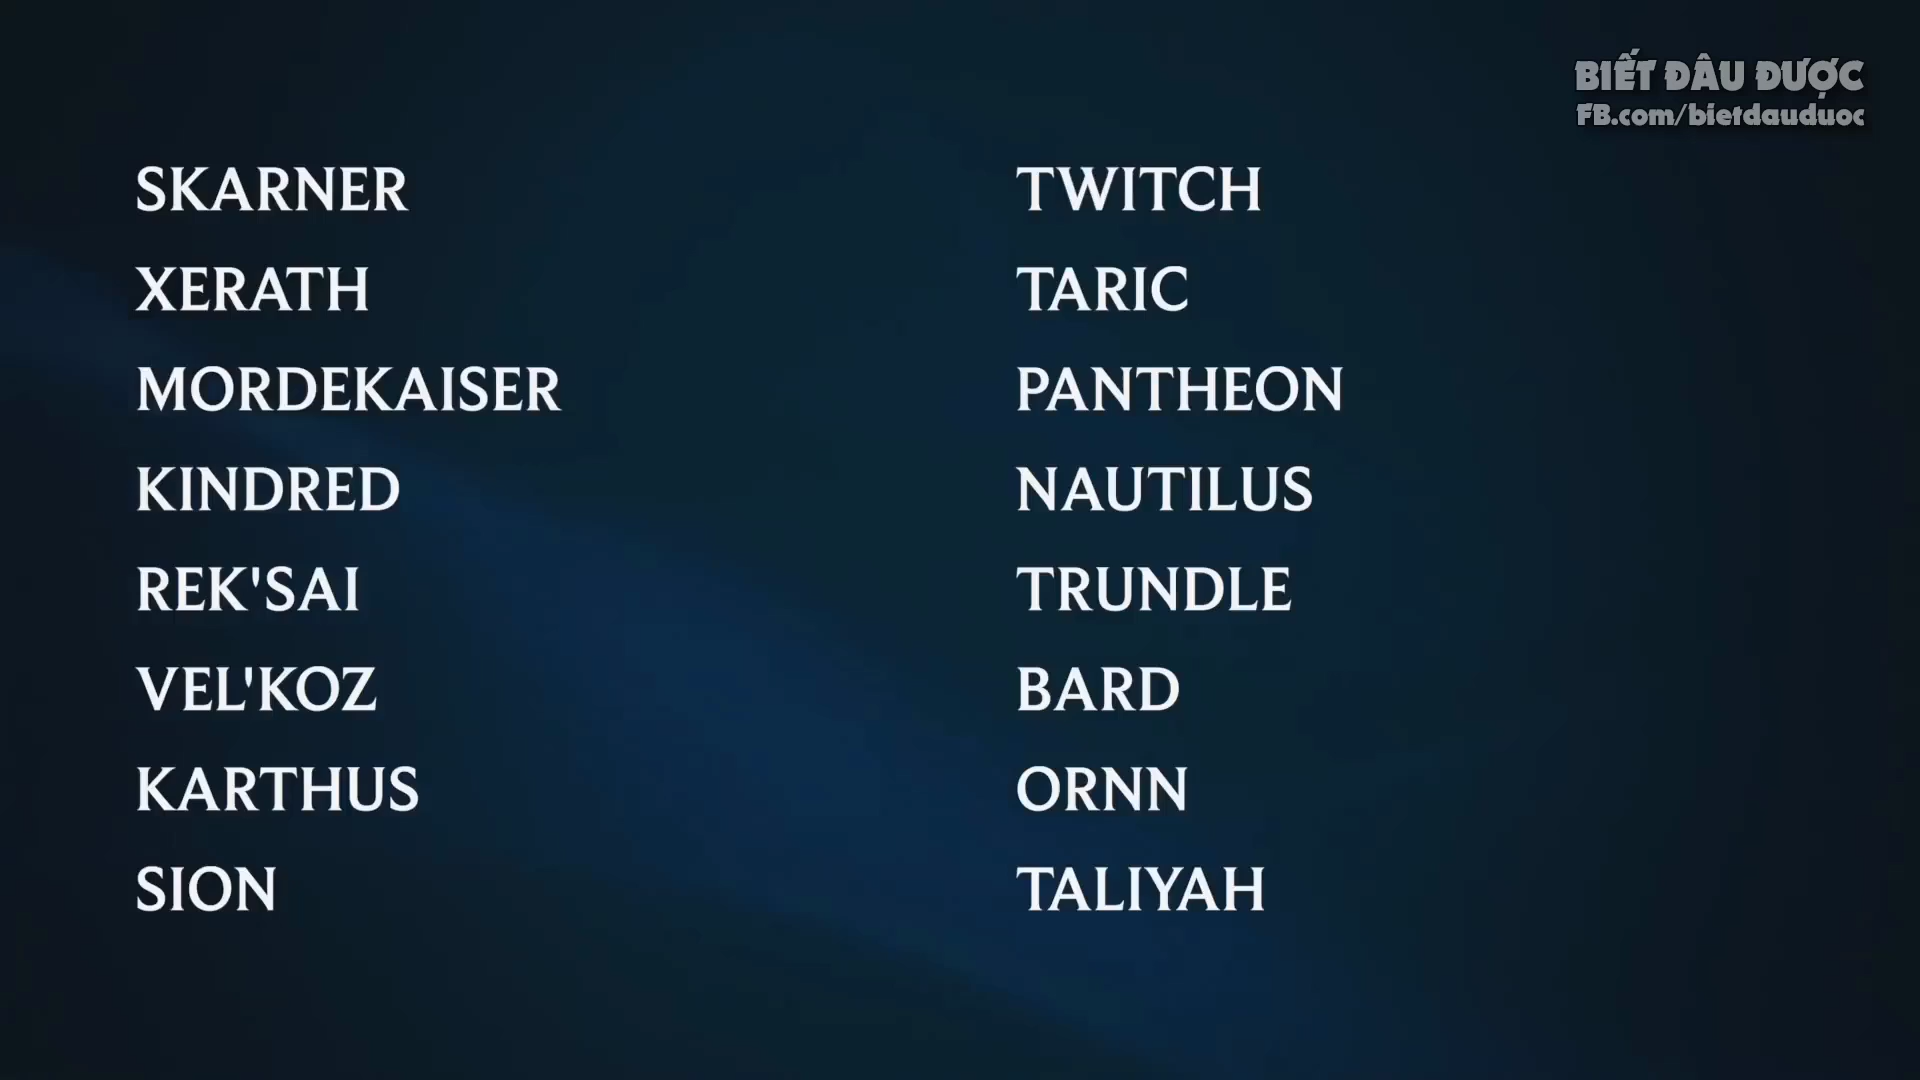 BIẾT ĐÂU ĐƯỢC
FB.com/bietdauduoc
SKARNER
XERATH
MORDEKAISER
KINDRED
REK'SAI
VEL'KOZ
KARTHUS
SION
TWITCH
TARIC
PANTHEON
NAUTILUS
TRUNDLE
BARD
ORNN
TALIYAH